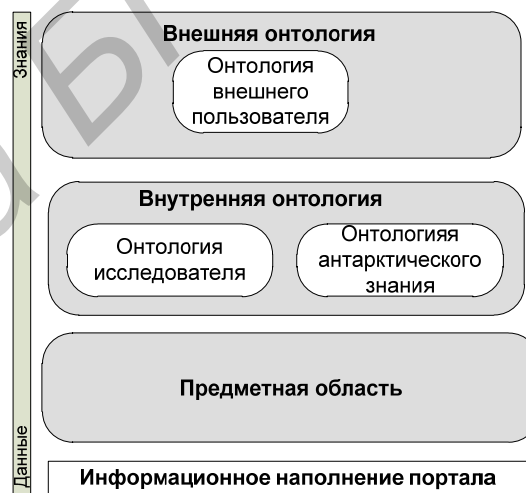 Знания
Внешняя онтология
Онтология
внешнего
пользователя
Внутренняя онтология
Онтология
исследователя
Онтологияя
антарктического
знания
Предметная область
Данные
Информационное наполнение портала